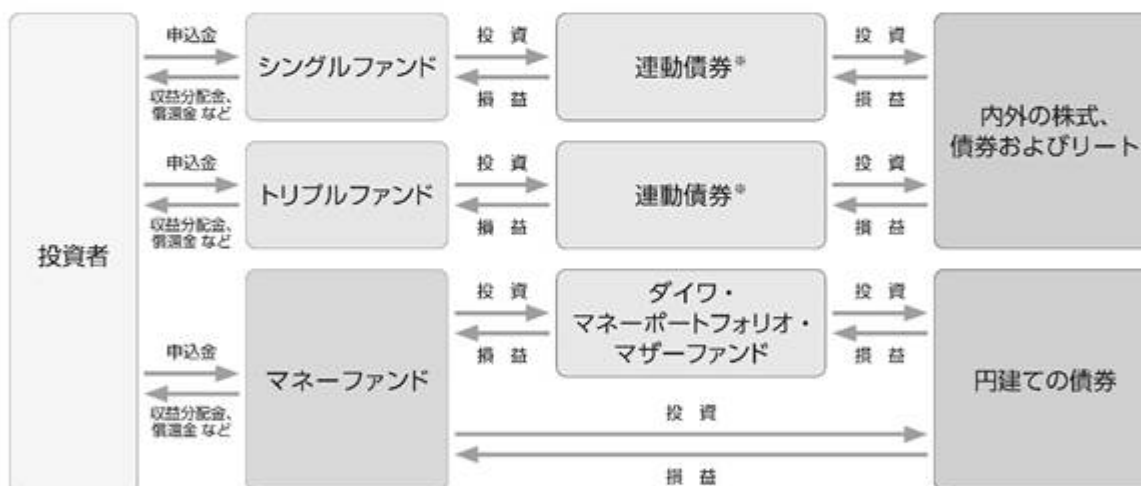 投資者
申込金
収益分配金、
償還金 など
シングルファンド
投 資
損 益
連動債券※
投 資
損 益
内外の株式、
債券およびリート
申込金
収益分配金、
償還金 など
トリプルファンド
投 資
損 益
連動債券※
投 資
損 益
申込金
収益分配金、
償還金 など
マネーファンド
投 資
損 益
ダイワ・
マネーポートフォリオ・
マザーファンド
投 資
損 益
円建ての債券
投 資
損 益